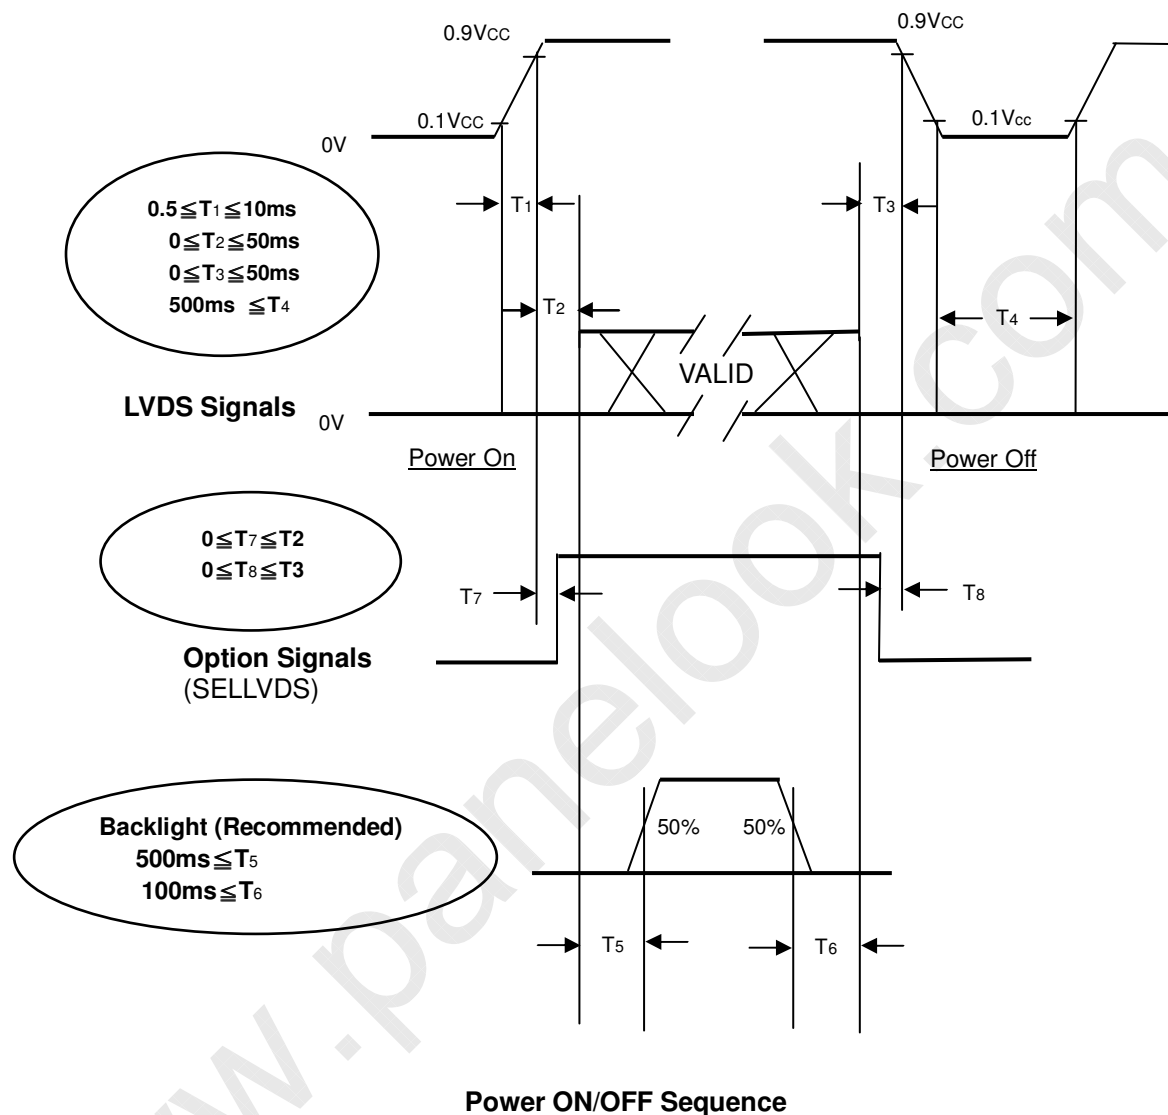 0.9VCC
0.9VCC
0.1VCC
0.1Vcc
0V
0.5≦T1≦10ms
0≦T2≦50ms
0≦T3≦50ms
500ms ≦T4
T1
T3
T2
T4
VALID
LVDS Signals
0V
Power On
Power Off
0≦T7≦T2
0≦T8≦T3
T7
T8
Option Signals
(SELLVDS)
Backlight (Recommended)
500ms≦T5
100ms≦T6
50%
50%
T5
T6
Power ON/OFF Sequence
www.panelook.com